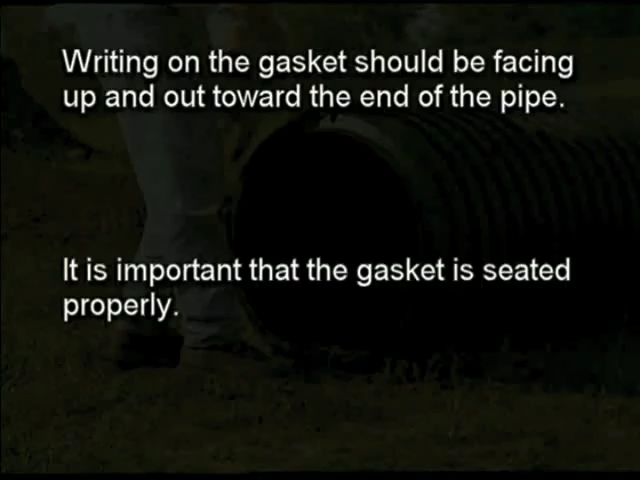 Writing on the gasket should be facing
up and out toward the end of the pipe.
It is important that the gasket is seated
properly.